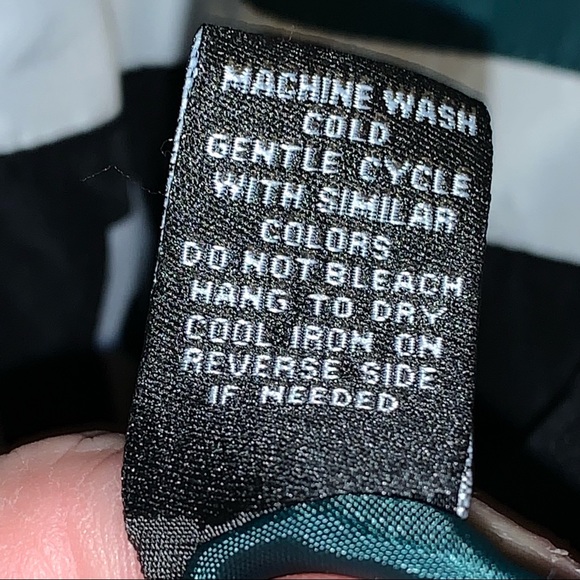 MACHINE WASH
COLD
GENTLE CYCLE
WITH SIMILAR
COLORS
DO NOT BLEACH
HANG TO DRY
COOL IRON ON
REVERSE SIDE
IF NEEDED